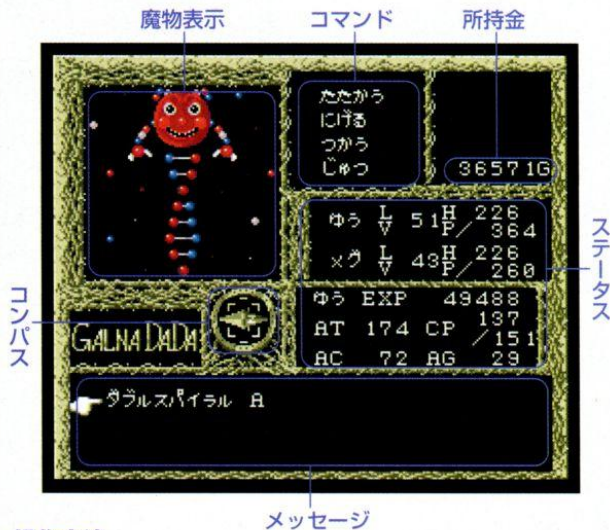 魔物表示
コマンド
所持金
たたかう
にげる
つかう
じゅつ
36571G
ゆう LV 51 HP 226/364
メグ LV 43 HP 226/260
ステータス
コンパス
GALNA DADA
ゆう EXP 49488
AT 174 CP 137/151
AC 72 AG 29
ダブルスパイラル A
メッセージ